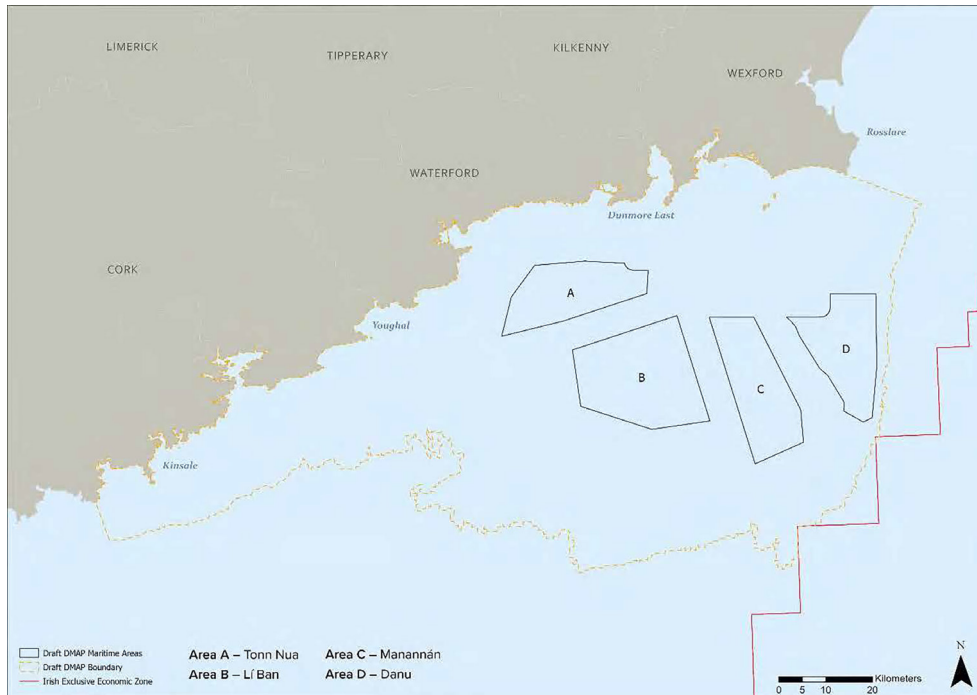 LIMERICK
TIPPERARY
KILKENNY
WEXFORD
Rosslare
WATERFORD
Dunmore East
CORK
A
Youghal
D
B
C
Kinsale
N
Draft DMAP Maritime Areas
Draft DMAP Boundary
Irish Exclusive Economic Zone
Area A – Tonn Nua
Area B – Lí Ban
Area C – Manannán
Area D – Danu
Kilometers
0 5 10 20